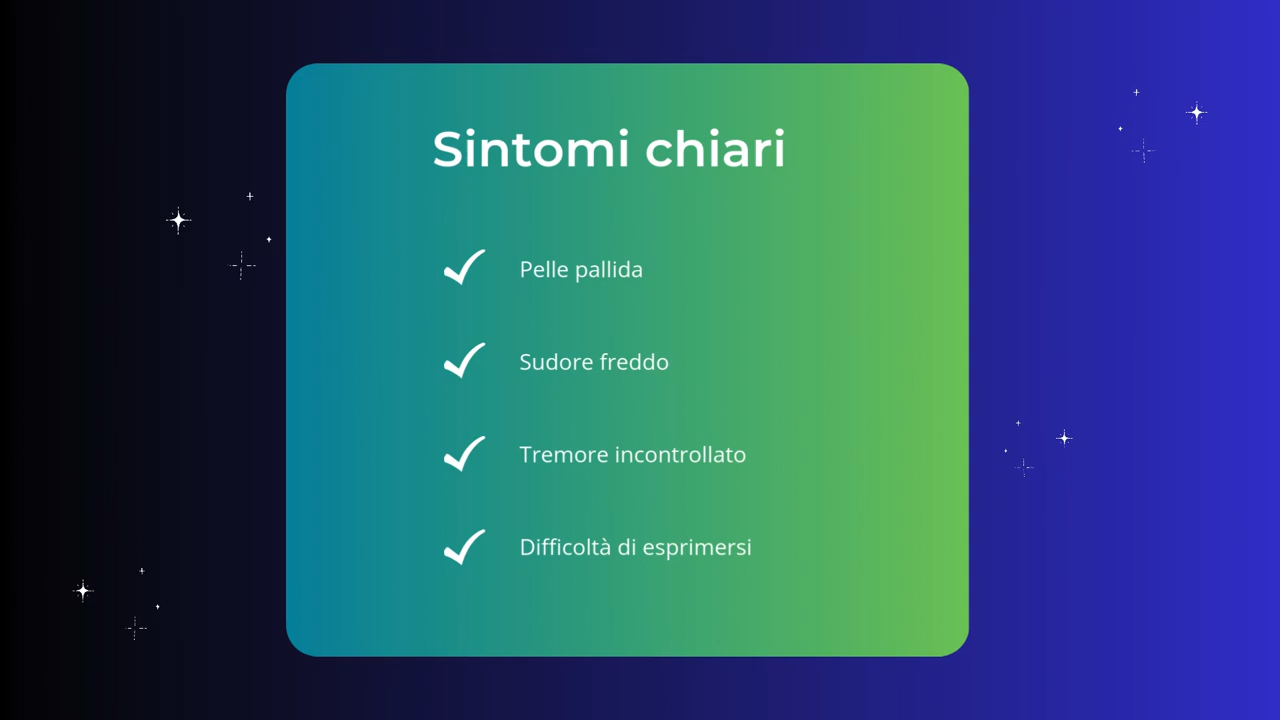 Sintomi chiari
Pelle pallida
Sudore freddo
Tremore incontrollato
Difficoltà di esprimersi